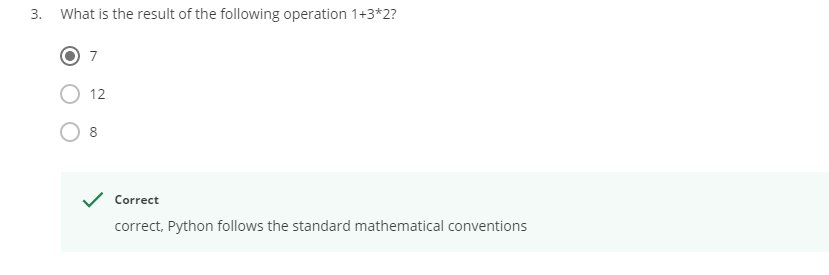 3. What is the result of the following operation 1+3*2?
7
12
8
Correct
correct, Python follows the standard mathematical conventions